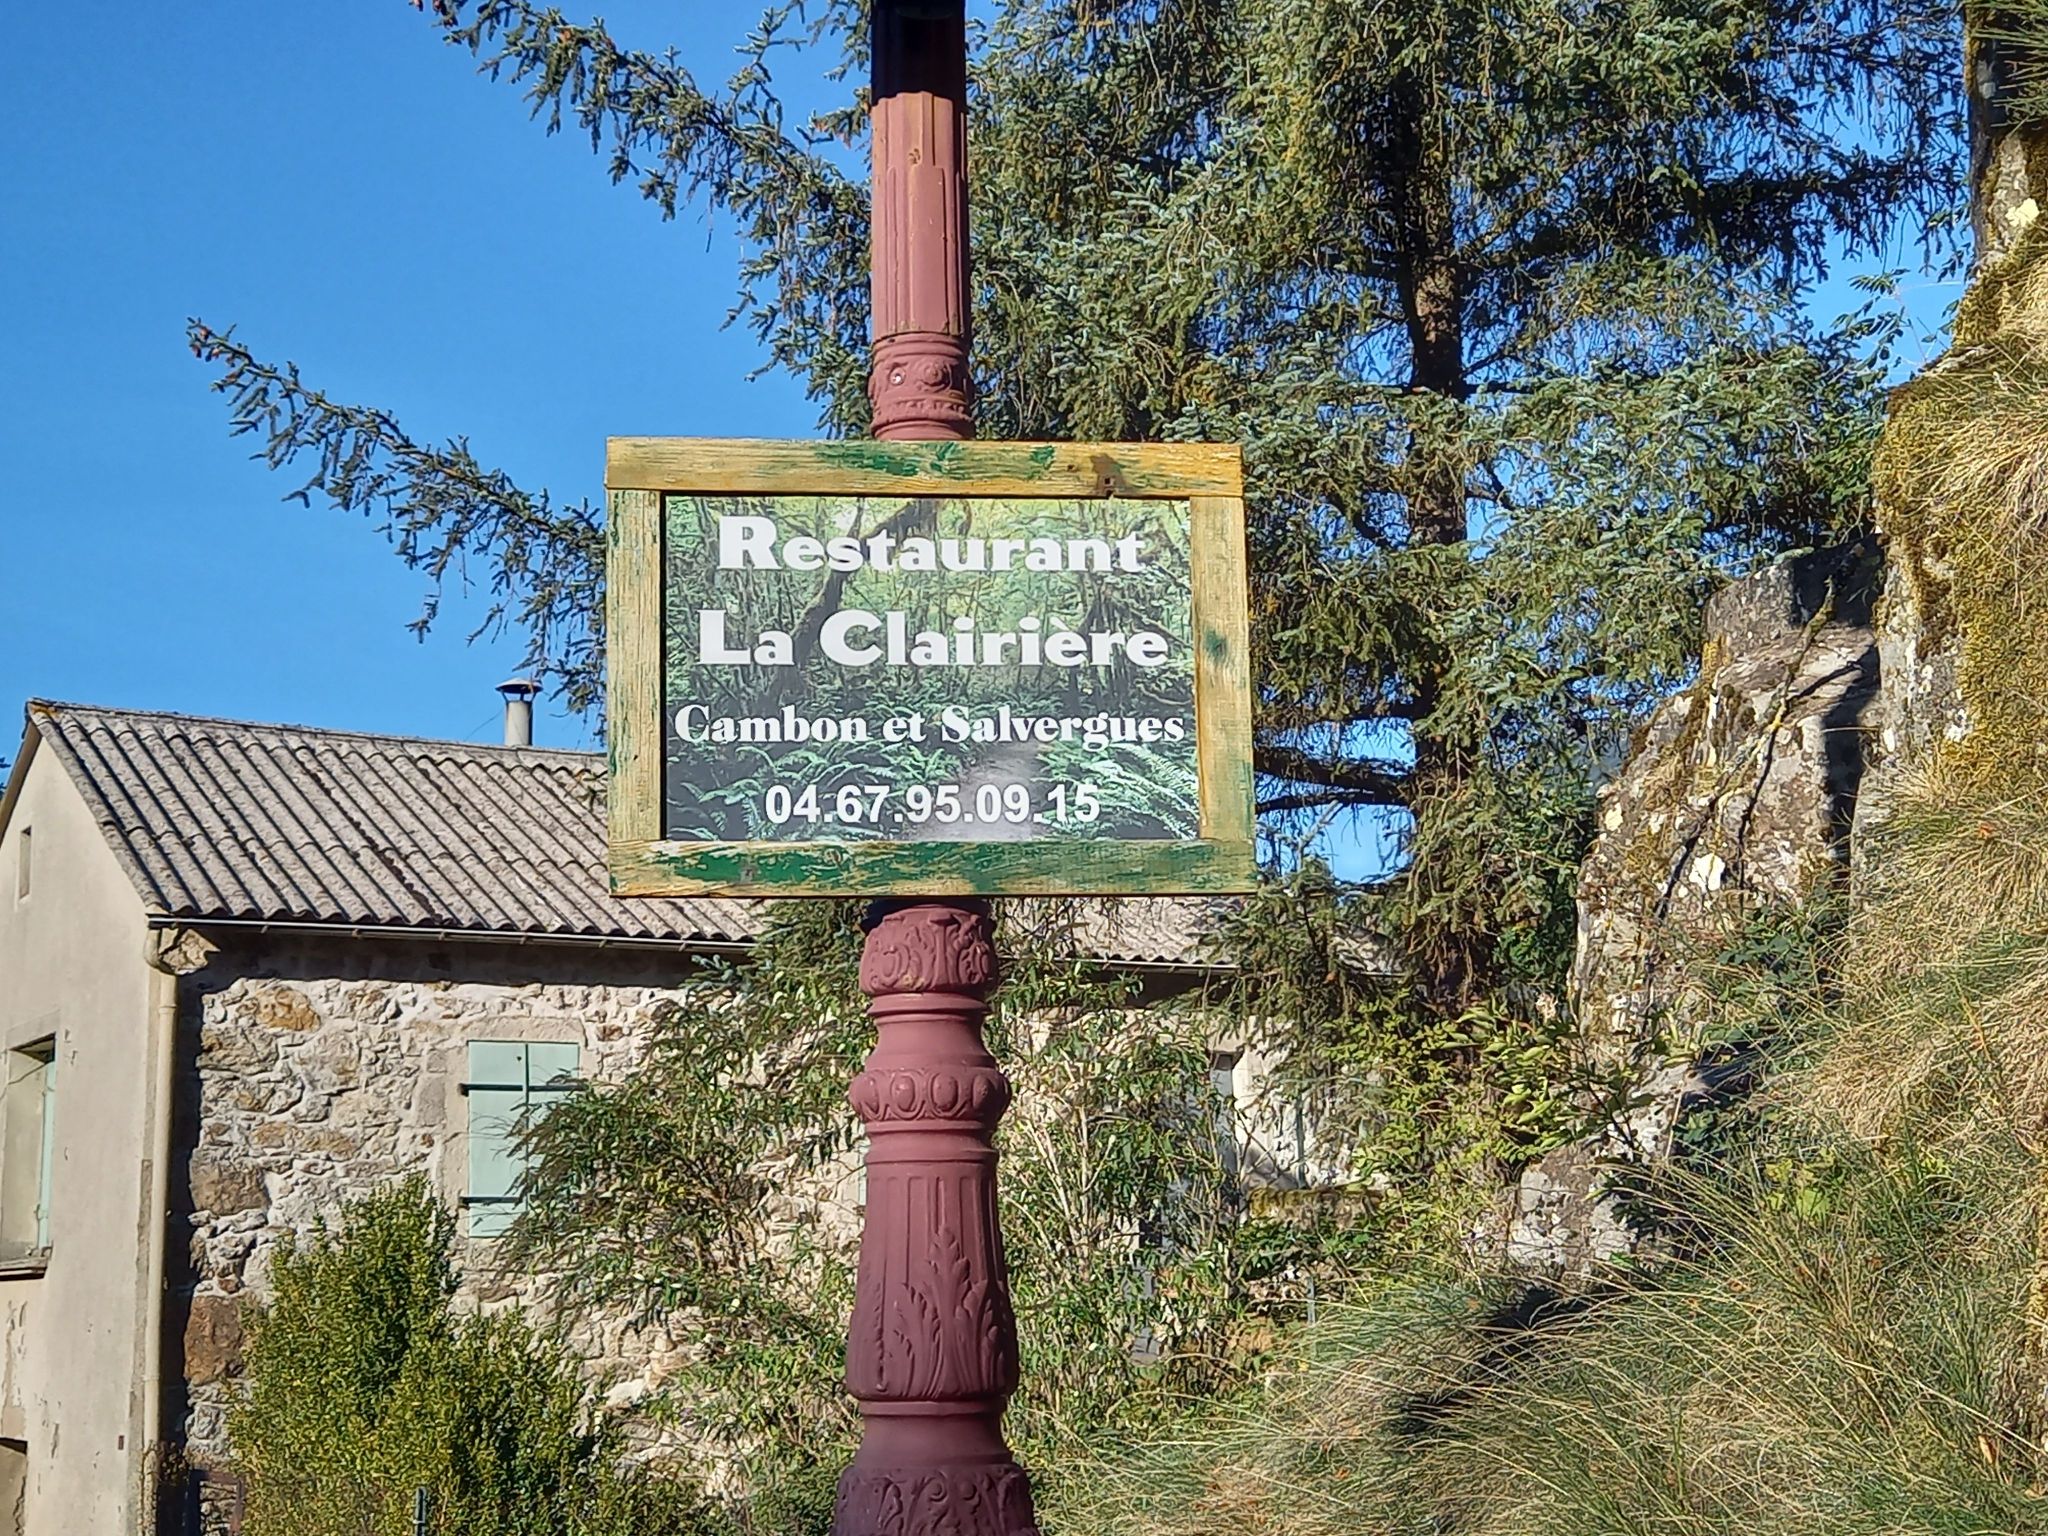 Restaurant
La Clairière
Cambon et Salvergues
04.67.95.09.15